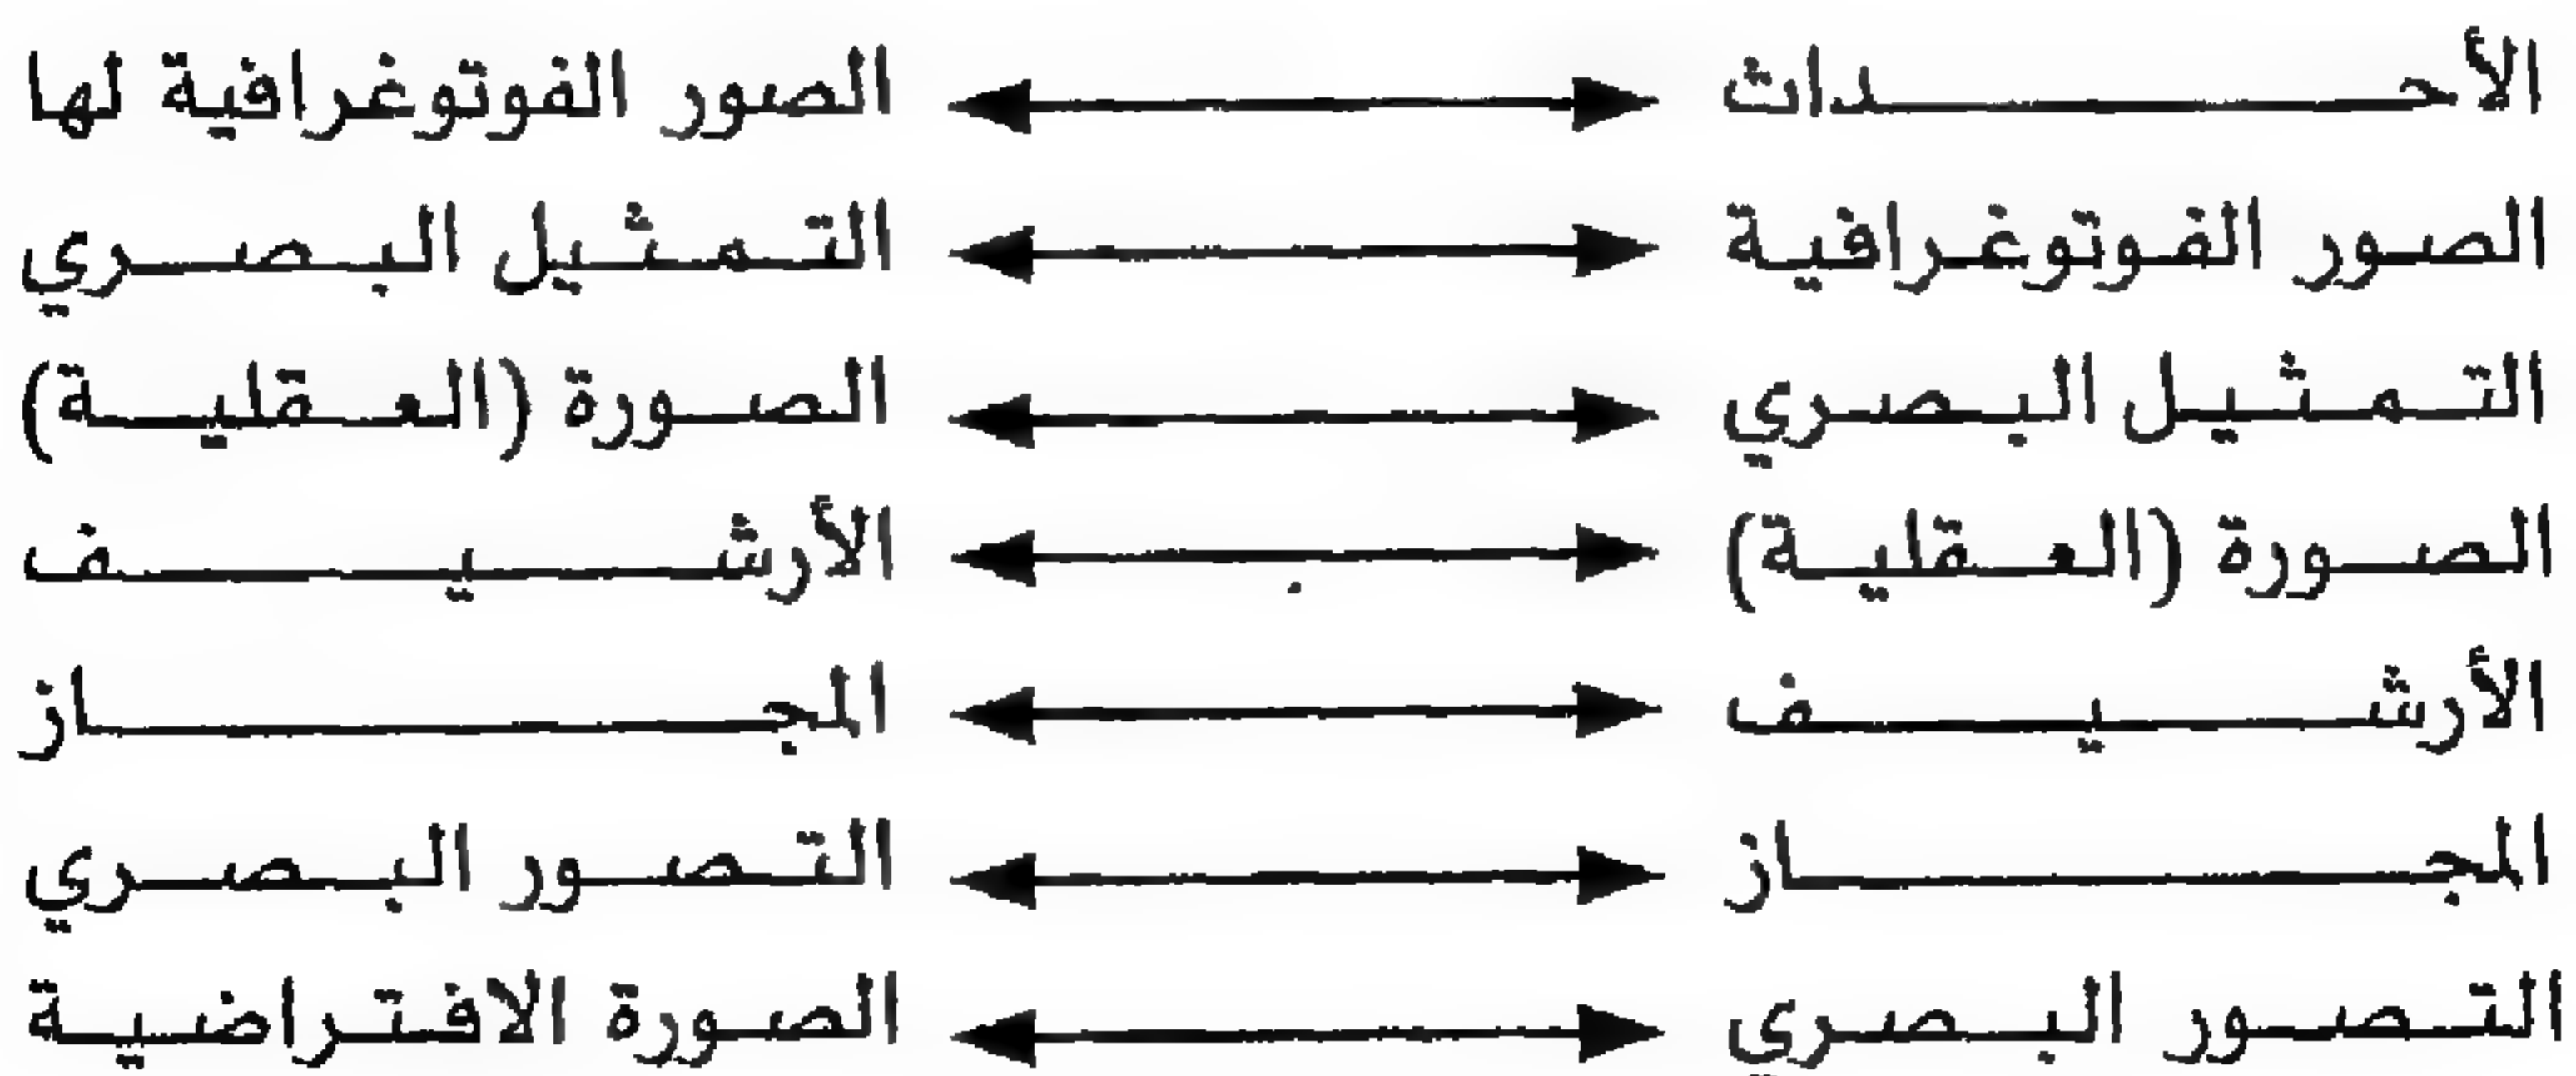 الأحداث ↔ الصور الفوتوغرافية لها
الصور الفوتوغرافية ↔ التمثيل البصري
التمثيل البصري ↔ الصورة (العقلية)
الصورة (العقلية) ↔ الأرشيف
الأرشيف ↔ المجاز
المجاز ↔ التصور البصري
التصور البصري ↔ الصورة الافتراضية